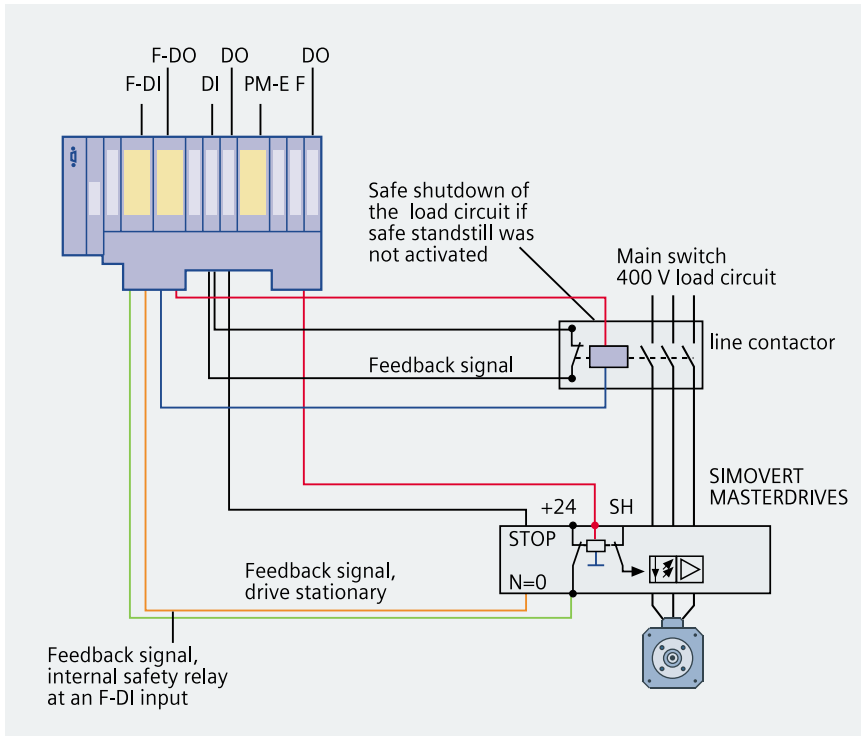 F-DO
DO
DO
F-DI
DI
PM-E F
Safe shutdown of
the load circuit if
safe standstill was
not activated
Main switch
400 V load circuit
line contactor
Feedback signal
SIMOVERT
MASTERDRIVES
+24
SH
STOP
N=0
Feedback signal,
drive stationary
Feedback signal,
internal safety relay
at an F-DI input